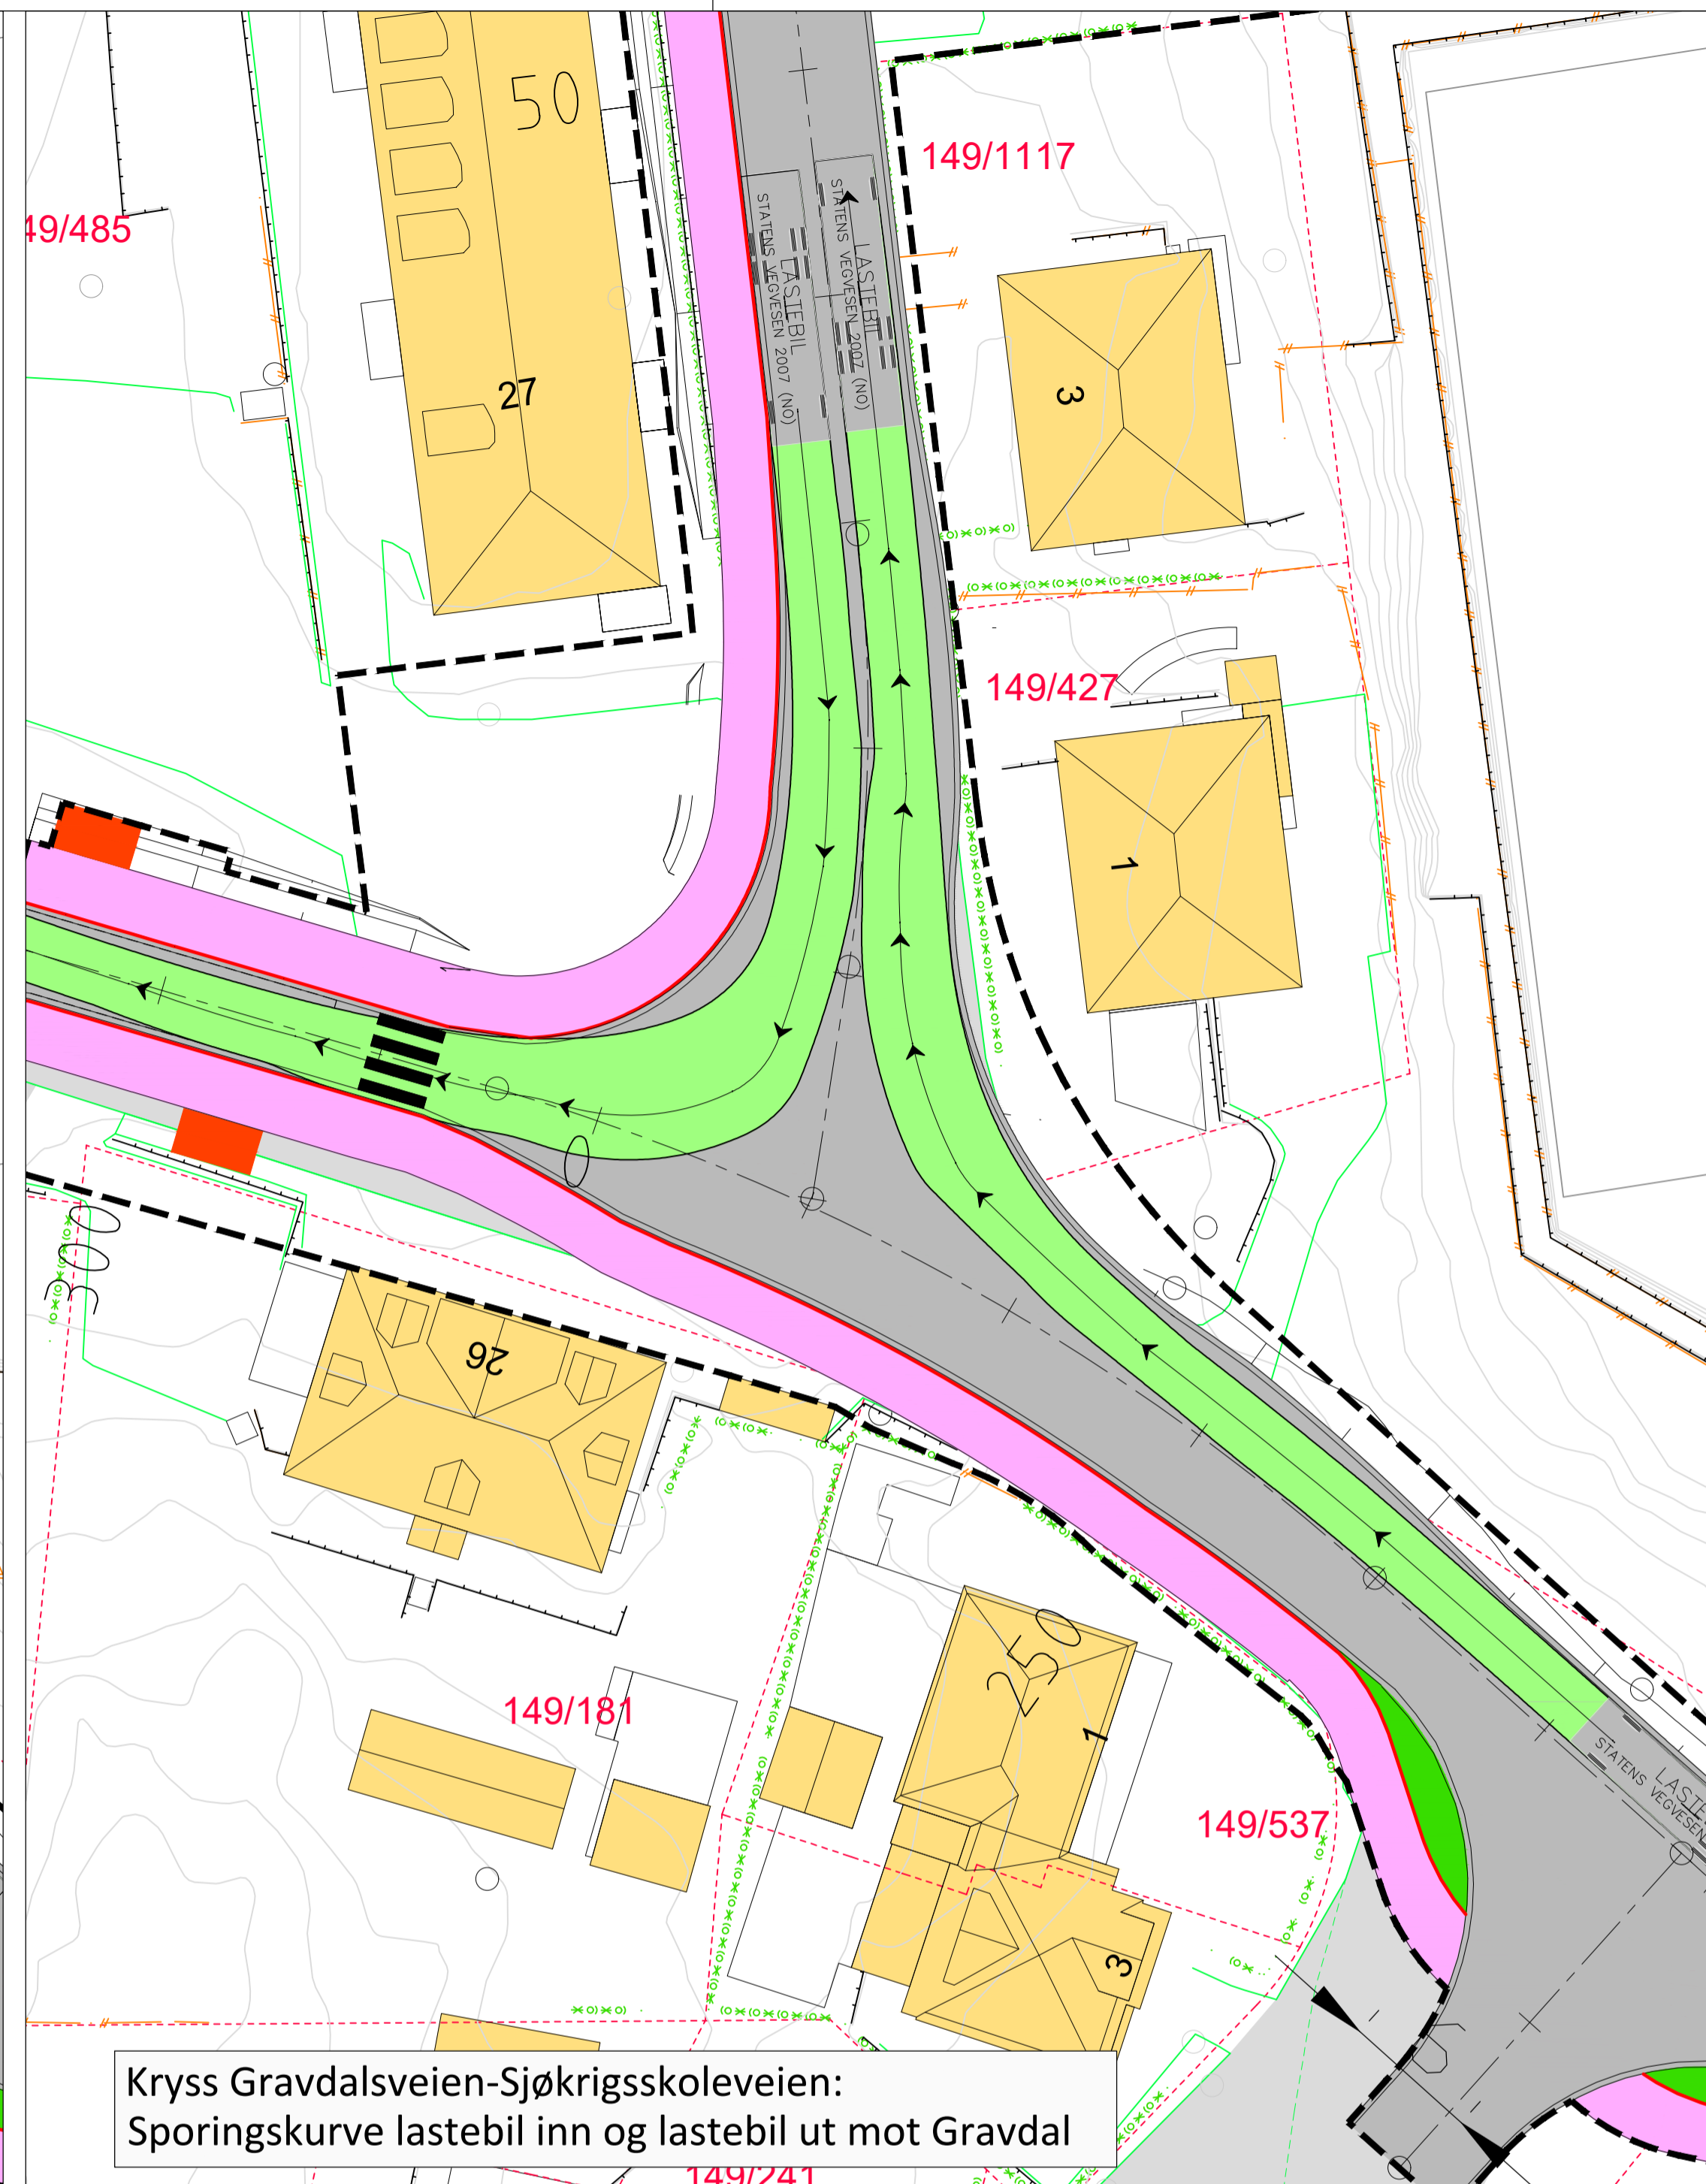 50
149/1117
49/485
STATENS VEGVESEN 2007 (NO)
LASTEBIL
STATENS VEGVESEN 2007 (NO)
LASTEBIL
27
3
149/427
1
0
300
26
250
1
149/181
149/537
STATENS VEGVESEN
LASTE
3
Kryss Gravdalsveien-Sjøkrigsskoleveien:
Sporingskurve lastebil inn og lastebil ut mot Gravdal
149/241